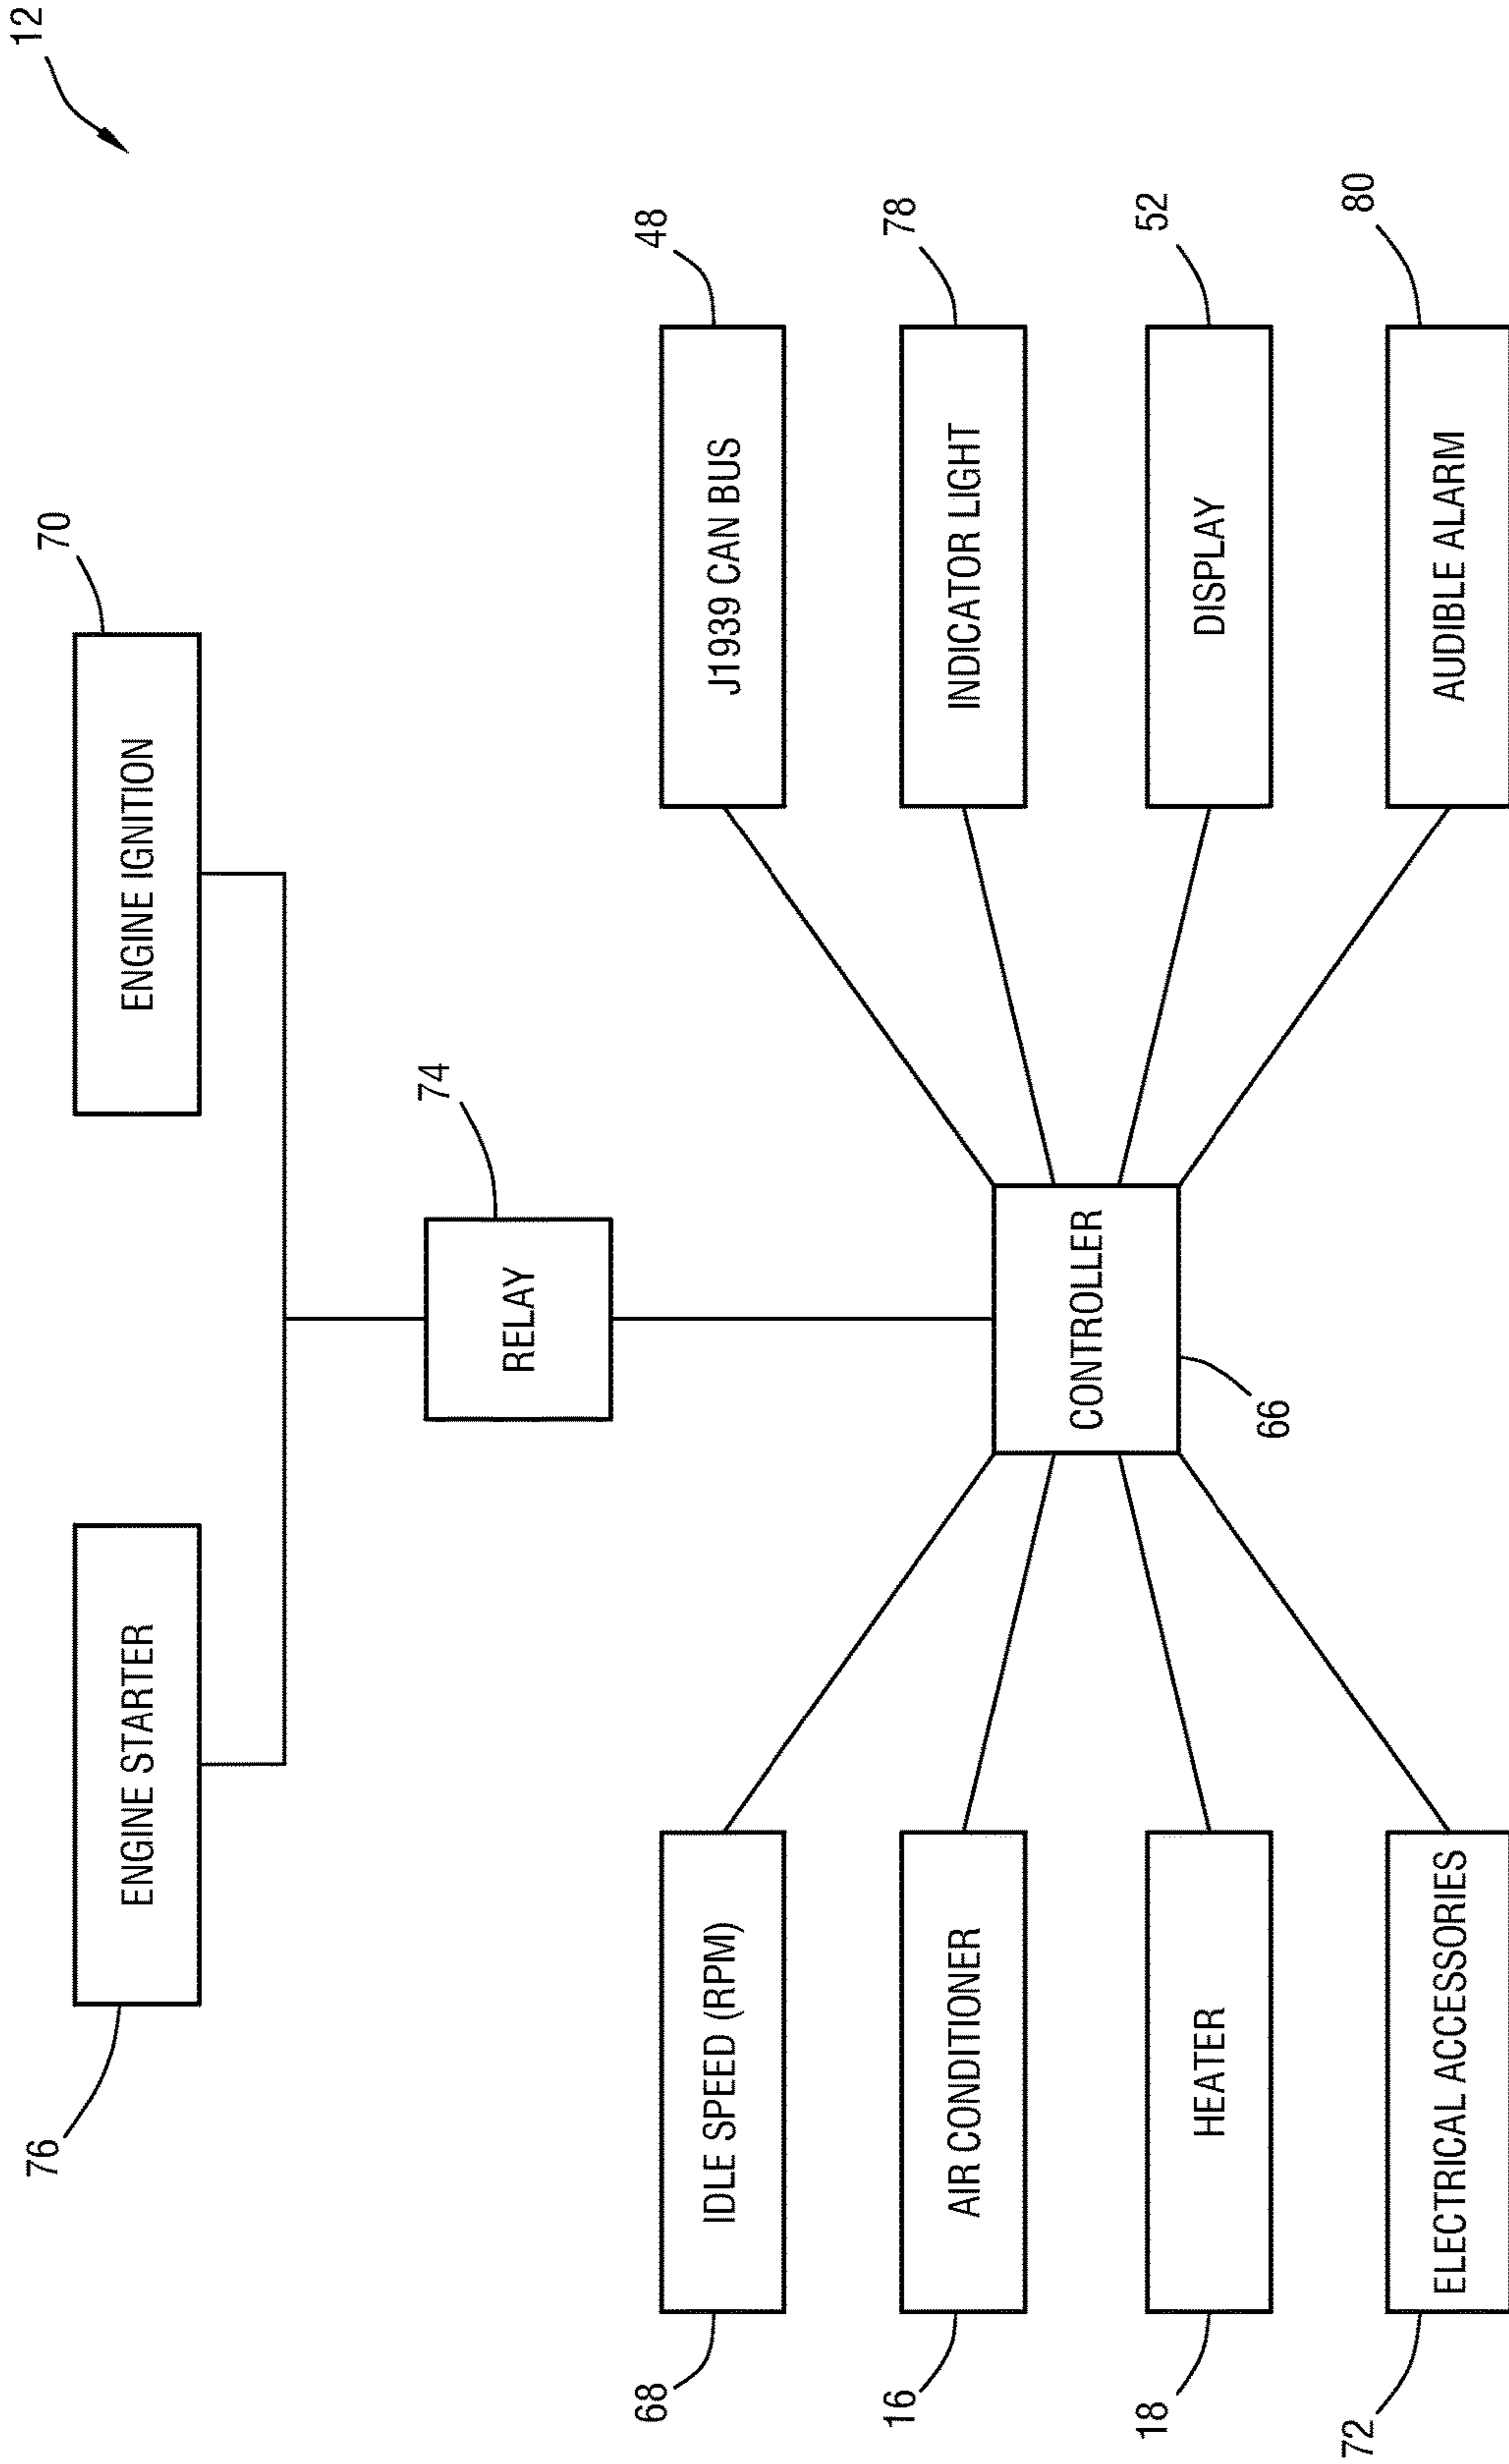 12
76
ENGINE STARTER
ENGINE IGNITION
70
RELAY
74
68
IDLE SPEED (RPM)
J1939 CAN BUS
48
16
AIR CONDITIONER
INDICATOR LIGHT
78
CONTROLLER
66
18
HEATER
DISPLAY
52
72
ELECTRICAL ACCESSORIES
AUDIBLE ALARM
80